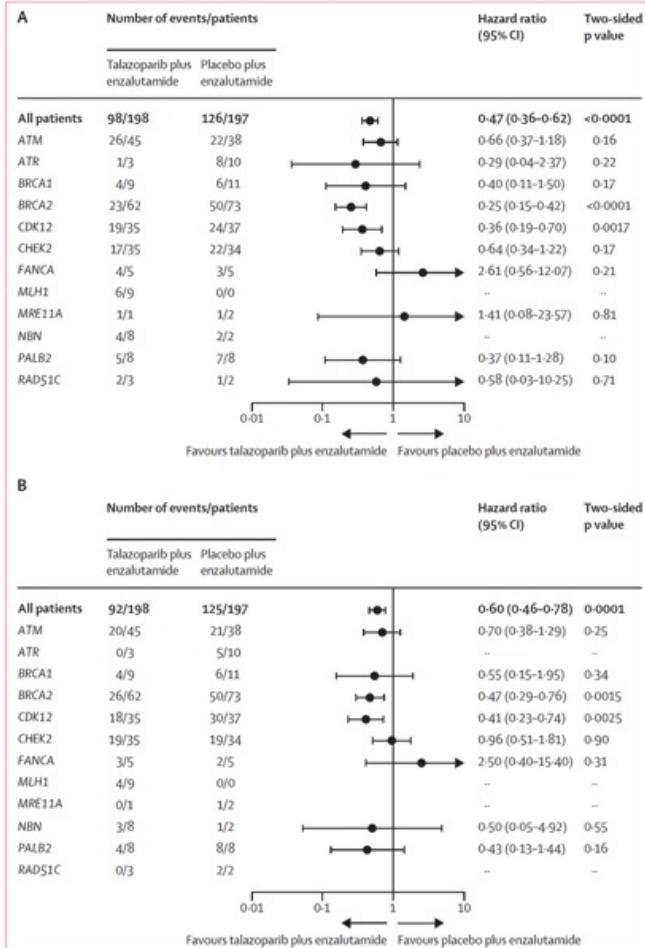 A
Number of events/patients Hazard ratio Two-sided
(95% CI) p value
Talazoparib plus Placebo plus
enzalutamide enzalutamide
All patients 98/198 126/197 0·47 (0·36–0·62) <0·0001
ATM 26/45 22/38 0·66 (0·37–1·18) 0·16
ATR 1/3 8/10 0·29 (0·04–2·37) 0·22
BRCA1 4/9 6/11 0·40 (0·11–1·50) 0·17
BRCA2 23/62 50/73 0·25 (0·15–0·42) <0·0001
CDK12 19/35 24/37 0·36 (0·19–0·70) 0·0017
CHEK2 17/35 22/34 0·64 (0·34–1·22) 0·17
FANCA 4/5 3/5 2·61 (0·56–12·07) 0·21
MLH1 6/9 0/0 .. ..
MRE11A 1/1 1/2 1·41 (0·08–23·57) 0·81
NBN 4/8 2/2 .. ..
PALB2 5/8 7/8 0·37 (0·11–1·28) 0·10
RAD51C 2/3 1/2 0·58 (0·03–10·25) 0·71
0·01 0·1 1 10
Favours talazoparib plus enzalutamide Favours placebo plus enzalutamide
B
Number of events/patients Hazard ratio Two-sided
(95% CI) p value
Talazoparib plus Placebo plus
enzalutamide enzalutamide
All patients 92/198 125/197 0·60 (0·46–0·78) 0·0001
ATM 20/45 21/38 0·70 (0·38–1·29) 0·25
ATR 0/3 5/10 .. ..
BRCA1 4/9 6/11 0·55 (0·15–1·95) 0·34
BRCA2 26/62 50/73 0·47 (0·29–0·76) 0·0015
CDK12 18/35 30/37 0·41 (0·23–0·74) 0·0025
CHEK2 19/35 19/34 0·96 (0·51–1·81) 0·90
FANCA 3/5 2/5 2·50 (0·40–15·40) 0·31
MLH1 4/9 0/0 .. ..
MRE11A 0/1 1/2 .. ..
NBN 3/8 1/2 0·50 (0·05–4·92) 0·55
PALB2 4/8 8/8 0·43 (0·13–1·44) 0·16
RAD51C 0/3 2/2 .. ..
0·01 0·1 1 10
Favours talazoparib plus enzalutamide Favours placebo plus enzalutamide